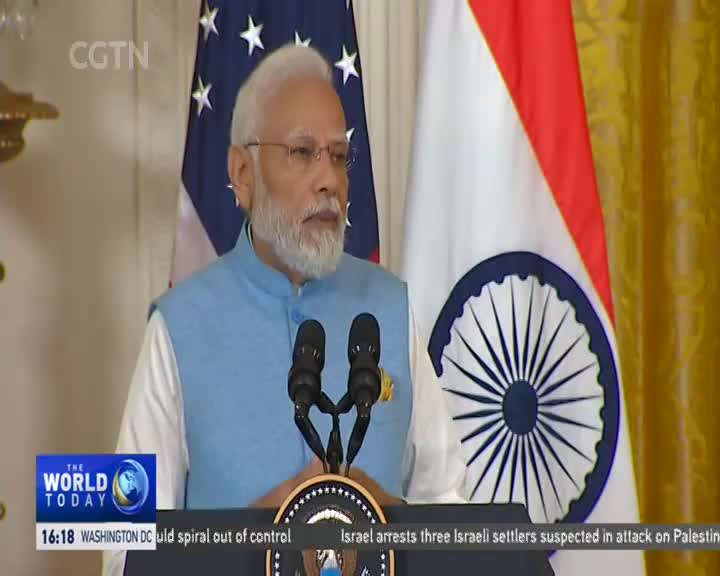 CGTN
THE
WORLD
TODAY
16:18 WASHINGTON DC uld spiral out of control Israel arrests three Israeli settlers suspected in attack on Palestin